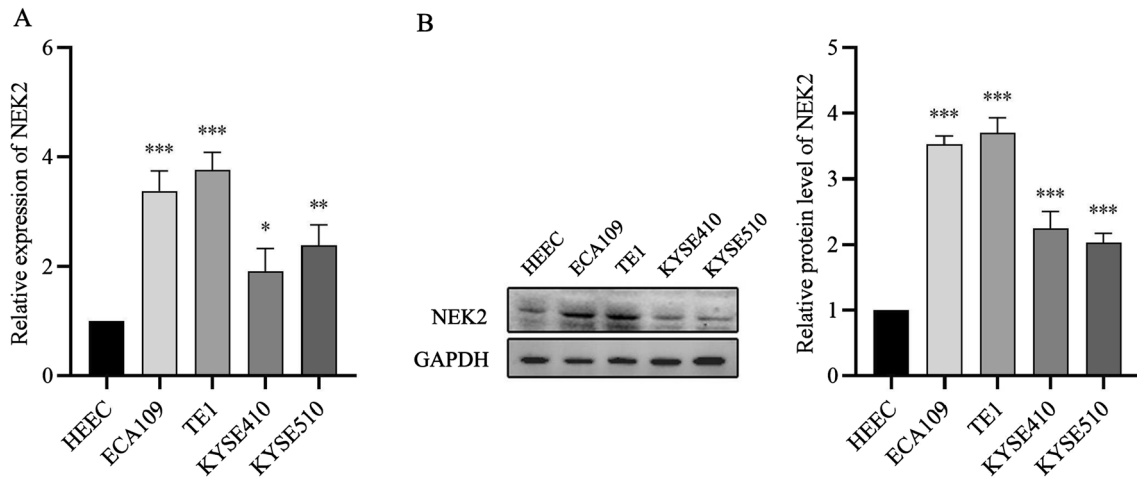 A
Relative expression of NEK2
6
4
2
0
***
***
*
**
HEEC
ECA109
TE1
KYSE410
KYSE510
B
HEEC
ECA109
TE1
KYSE410
KYSE510
NEK2
GAPDH
Relative protein level of NEK2
5
4
3
2
1
0
***
***
***
***
HEEC
ECA109
TE1
KYSE410
KYSE510